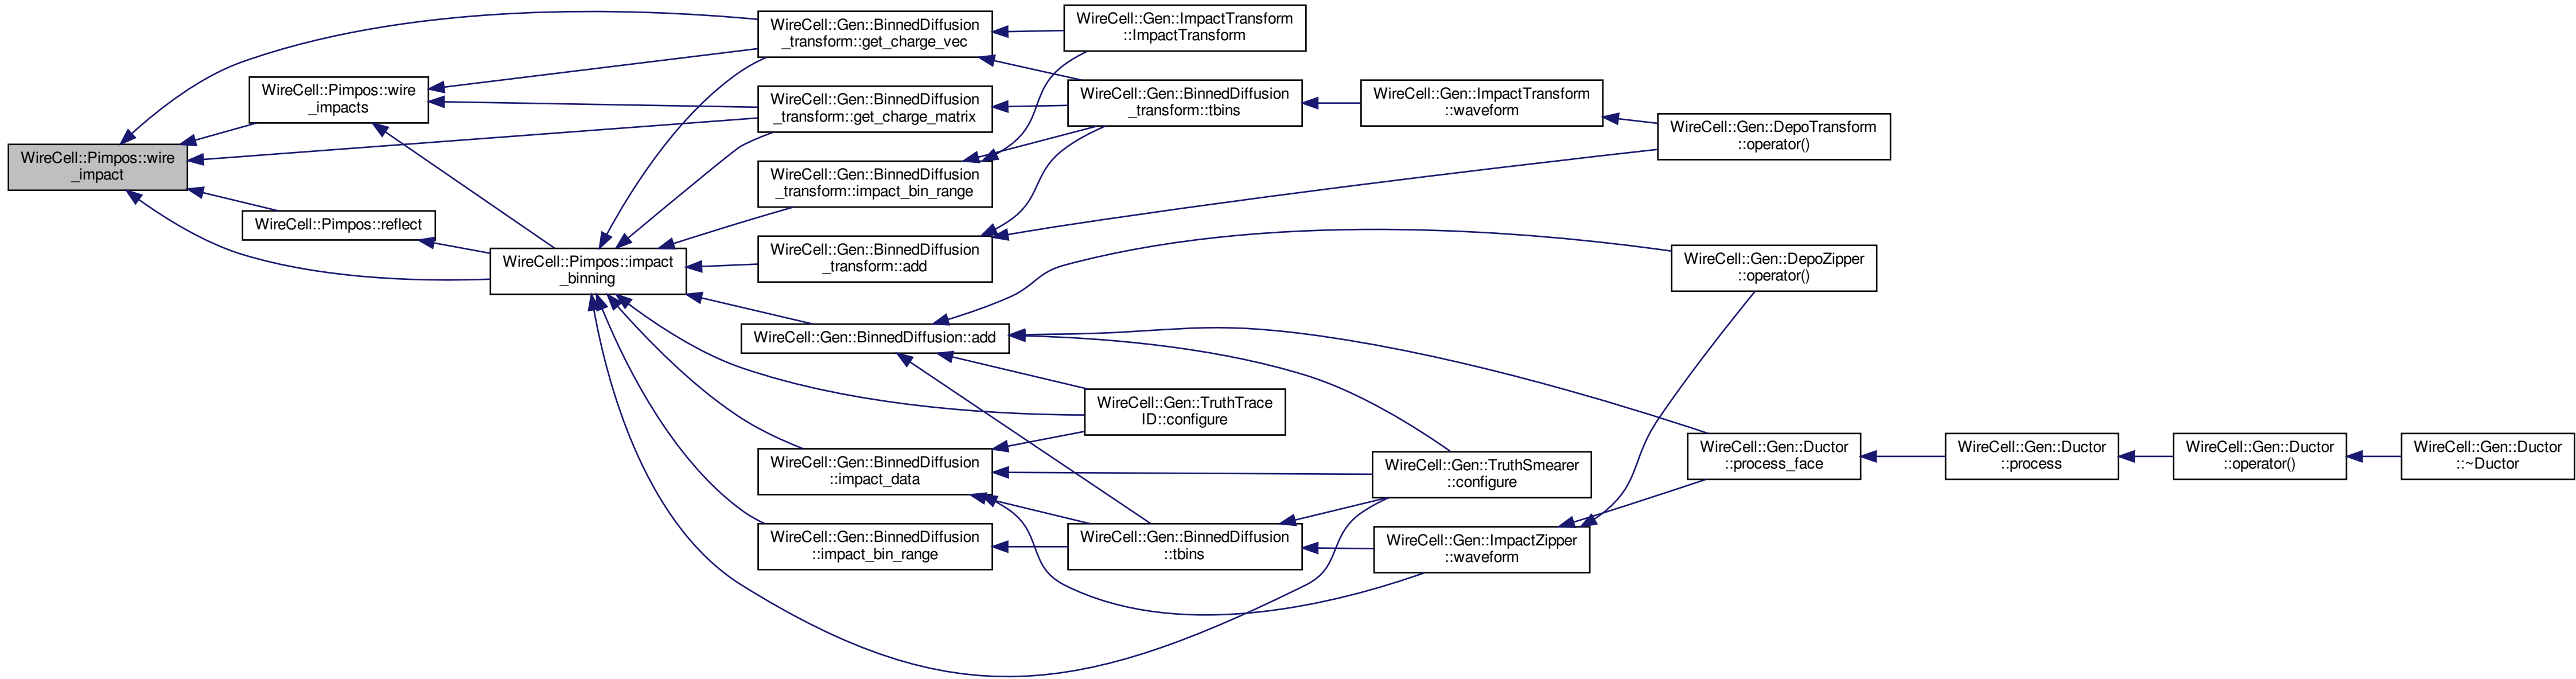 WireCell::Pimpos::wire
_impact
WireCell::Pimpos::wire
_impacts
WireCell::Pimpos::reflect
WireCell::Pimpos::impact
_binning
WireCell::Gen::BinnedDiffusion
_transform::get_charge_vec
WireCell::Gen::BinnedDiffusion
_transform::get_charge_matrix
WireCell::Gen::BinnedDiffusion
_transform::impact_bin_range
WireCell::Gen::BinnedDiffusion
_transform::add
WireCell::Gen::BinnedDiffusion::add
WireCell::Gen::BinnedDiffusion
::impact_data
WireCell::Gen::BinnedDiffusion
::impact_bin_range
WireCell::Gen::ImpactTransform
::ImpactTransform
WireCell::Gen::BinnedDiffusion
_transform::tbins
WireCell::Gen::TruthTrace
ID::configure
WireCell::Gen::BinnedDiffusion
::tbins
WireCell::Gen::ImpactTransform
::waveform
WireCell::Gen::TruthSmearer
::configure
WireCell::Gen::ImpactZipper
::waveform
WireCell::Gen::DepoTransform
::operator()
WireCell::Gen::DepoZipper
::operator()
WireCell::Gen::Ductor
::process_face
WireCell::Gen::Ductor
::process
WireCell::Gen::Ductor
::operator()
WireCell::Gen::Ductor
::~Ductor